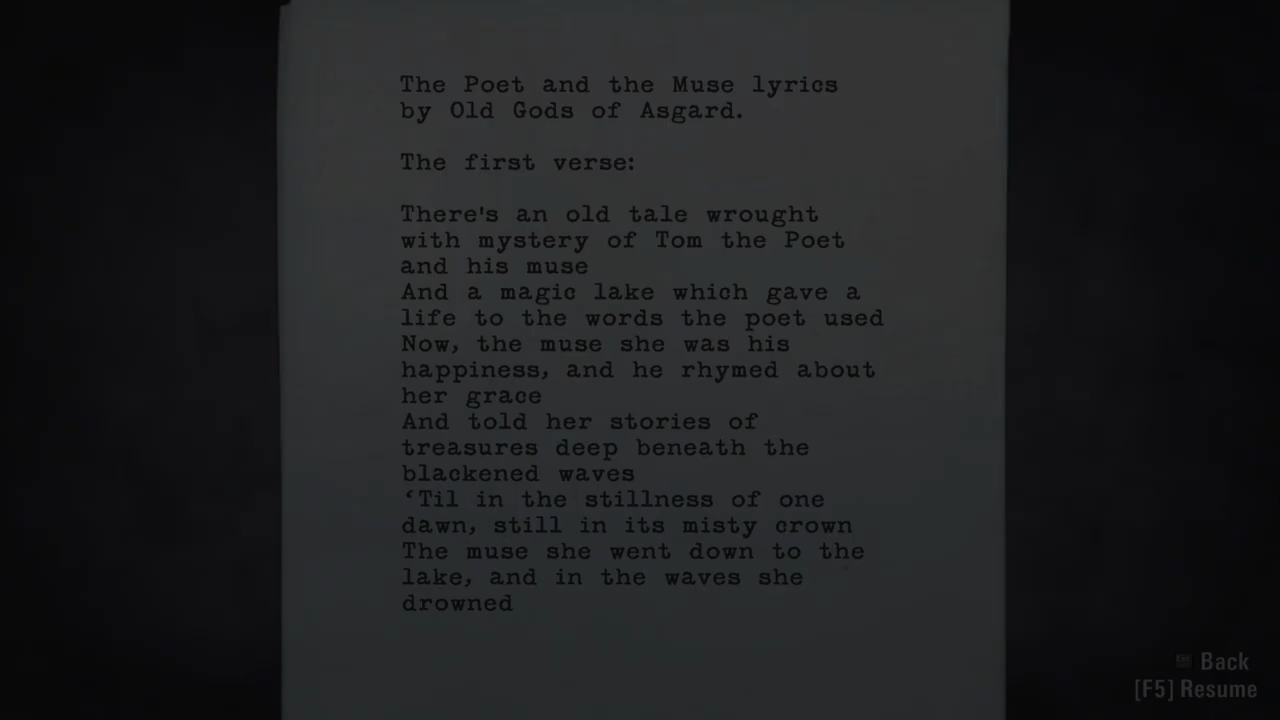 The Poet and the Muse lyrics
by Old Gods of Asgard.
The first verse:
There's an old tale wrought
with mystery of Tom the Poet
and his muse
And a magic lake which gave a
life to the words the poet used
Now, the muse she was his
happiness, and he rhymed about
her grace
And told her stories of
treasures deep beneath the
blackened waves
‘Til in the stillness of one
dawn, still in its misty crown
The muse she went down to the
lake, and in the waves she
drowned
Back
[F5] Resume